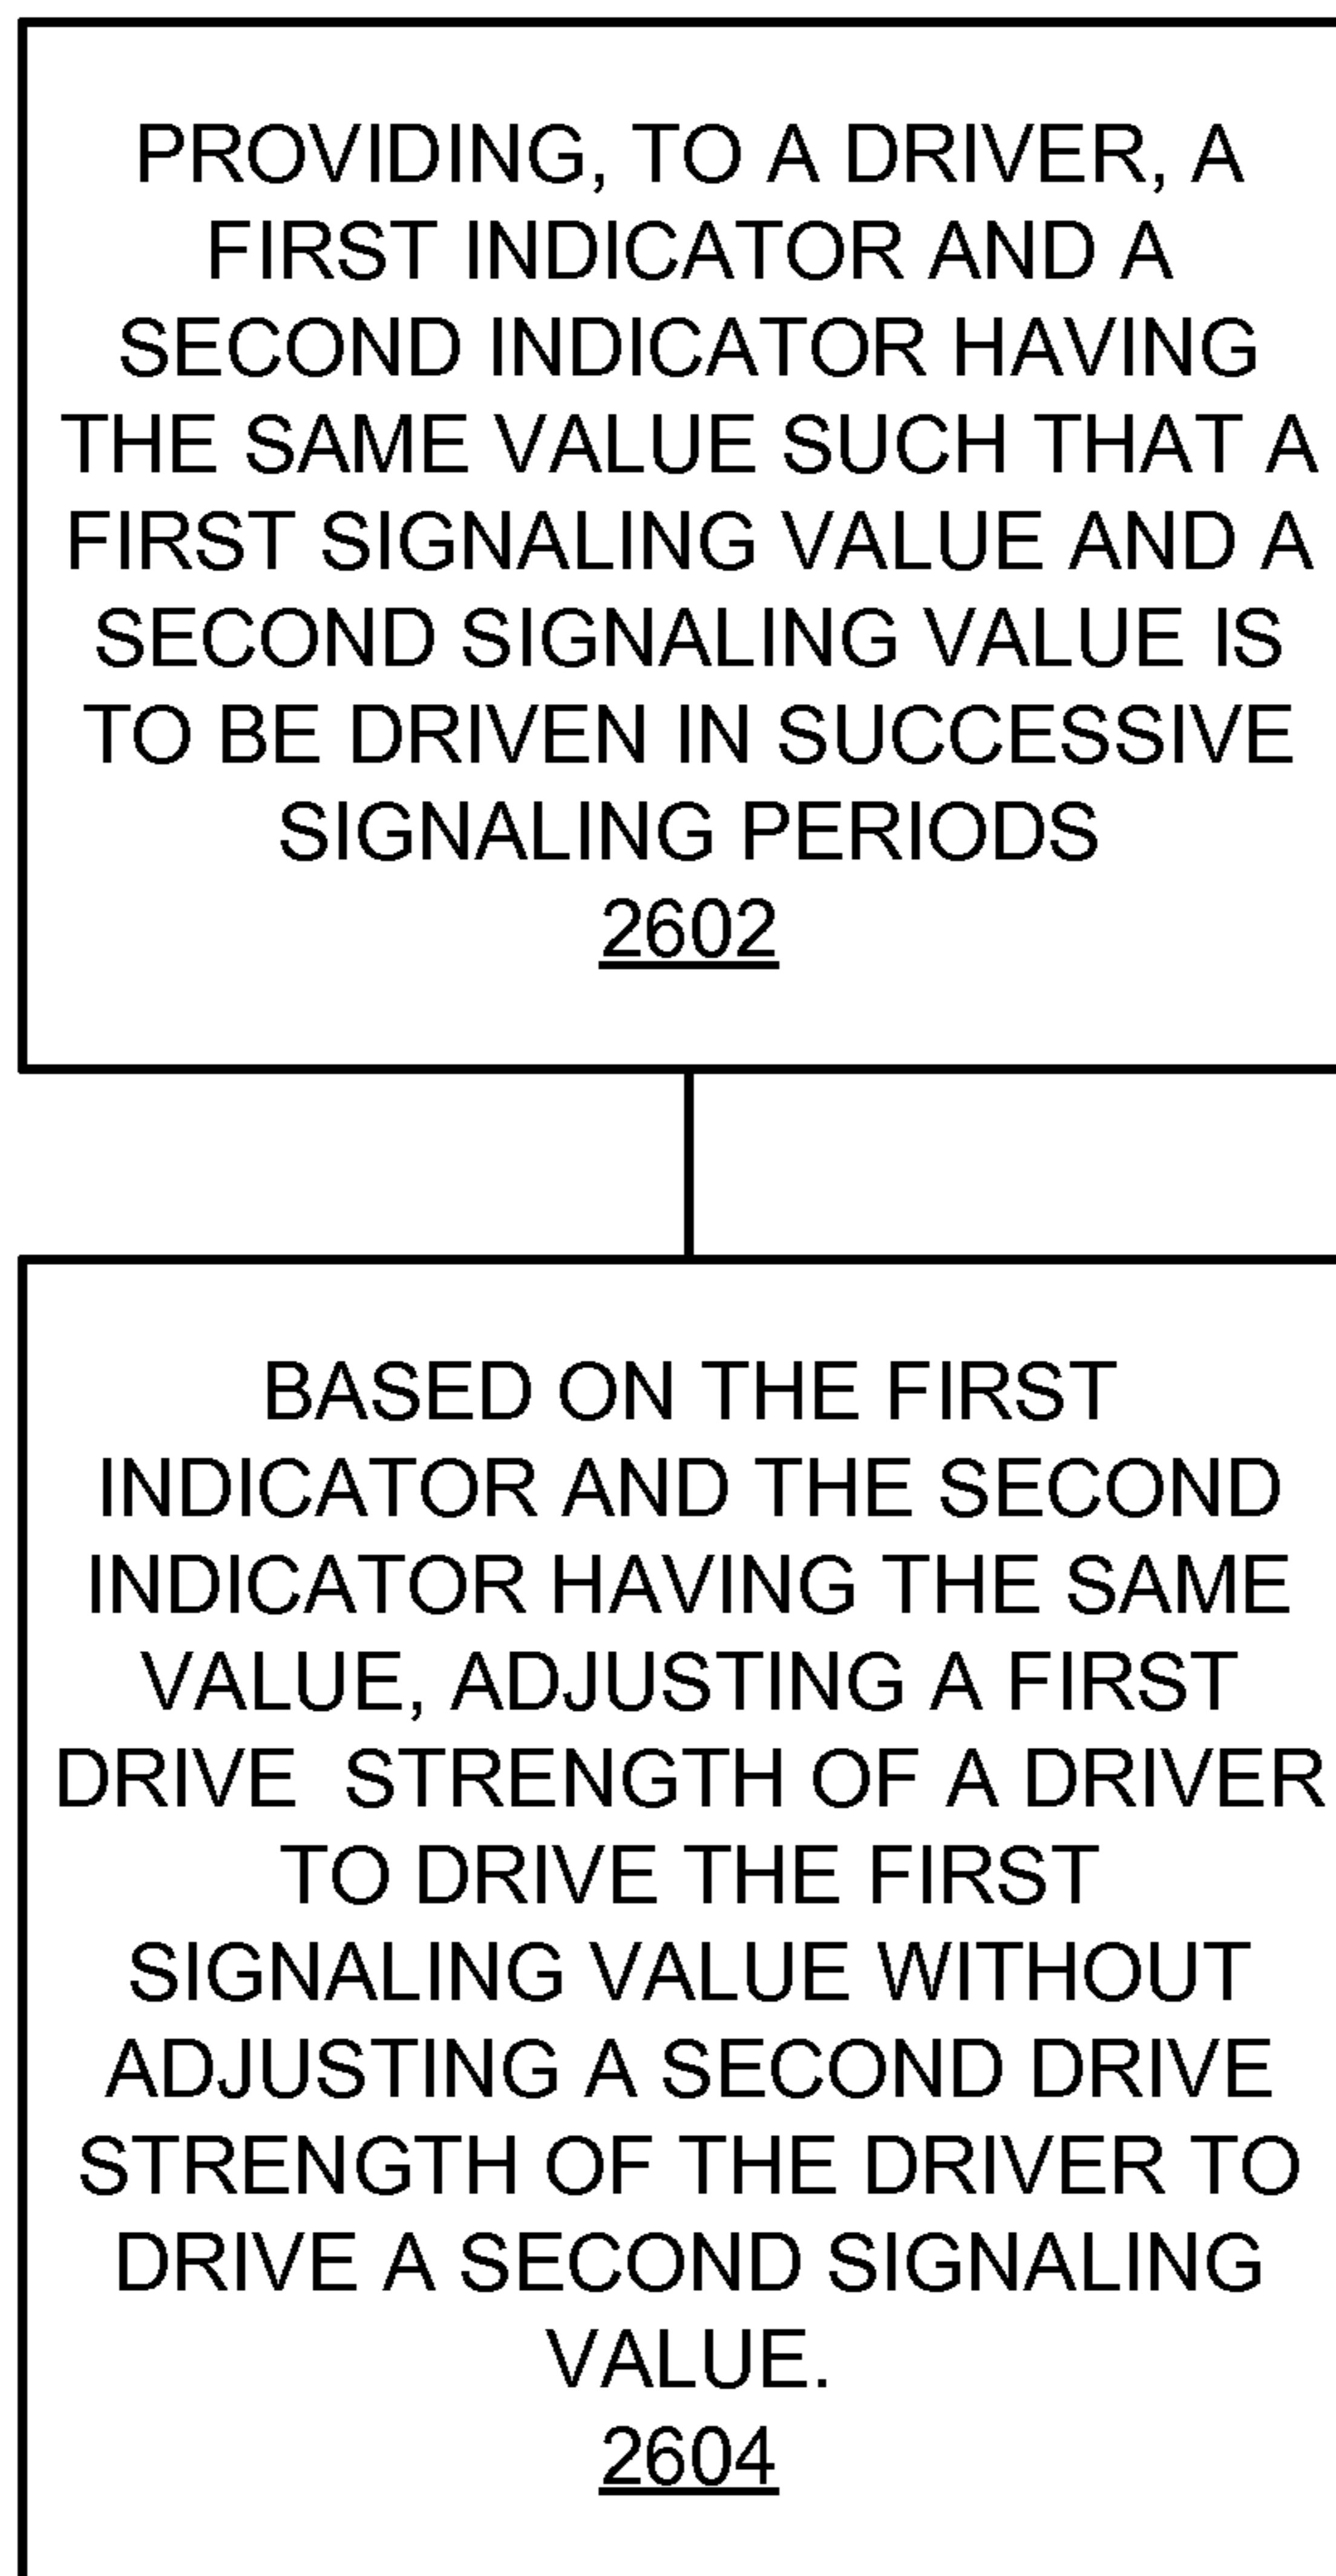 PROVIDING, TO A DRIVER, A
FIRST INDICATOR AND A
SECOND INDICATOR HAVING
THE SAME VALUE SUCH THAT A
FIRST SIGNALING VALUE AND A
SECOND SIGNALING VALUE IS
TO BE DRIVEN IN SUCCESSIVE
SIGNALING PERIODS
2602
BASED ON THE FIRST
INDICATOR AND THE SECOND
INDICATOR HAVING THE SAME
VALUE, ADJUSTING A FIRST
DRIVE  STRENGTH OF A DRIVER
TO DRIVE THE FIRST
SIGNALING VALUE WITHOUT
ADJUSTING A SECOND DRIVE
STRENGTH OF THE DRIVER TO
DRIVE A SECOND SIGNALING
VALUE.
2604